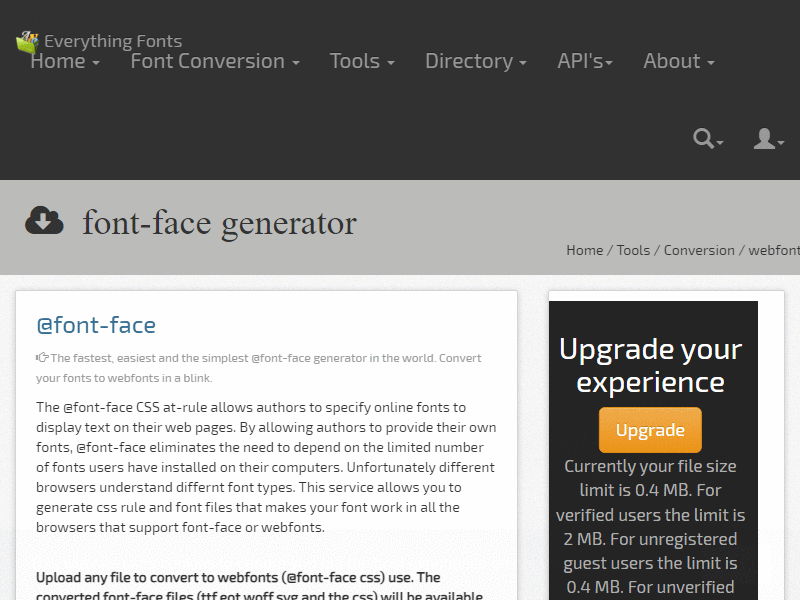 Everything Fonts
Home Font Conversion Tools Directory API's About
font-face generator
Home / Tools / Conversion / webfont
@font-face
The fastest, easiest and the simplest @font-face generator in the world. Convert
your fonts to webfonts in a blink.
The @font-face CSS at-rule allows authors to specify online fonts to
display text on their web pages. By allowing authors to provide their own
fonts, @font-face eliminates the need to depend on the limited number
of fonts users have installed on their computers. Unfortunately different
browsers understand differnt font types. This service allows you to
generate css rule and font files that makes your font work in all the
browsers that support font-face or webfonts.
Upload any file to convert to webfonts (@font-face css) use. The
converted font-face files (ttf eot woff svg and the css) will be available
Upgrade your
experience
Upgrade
Currently your file size
limit is 0.4 MB. For
verified users the limit is
2 MB. For unregistered
guest users the limit is
0.4 MB. For unverified